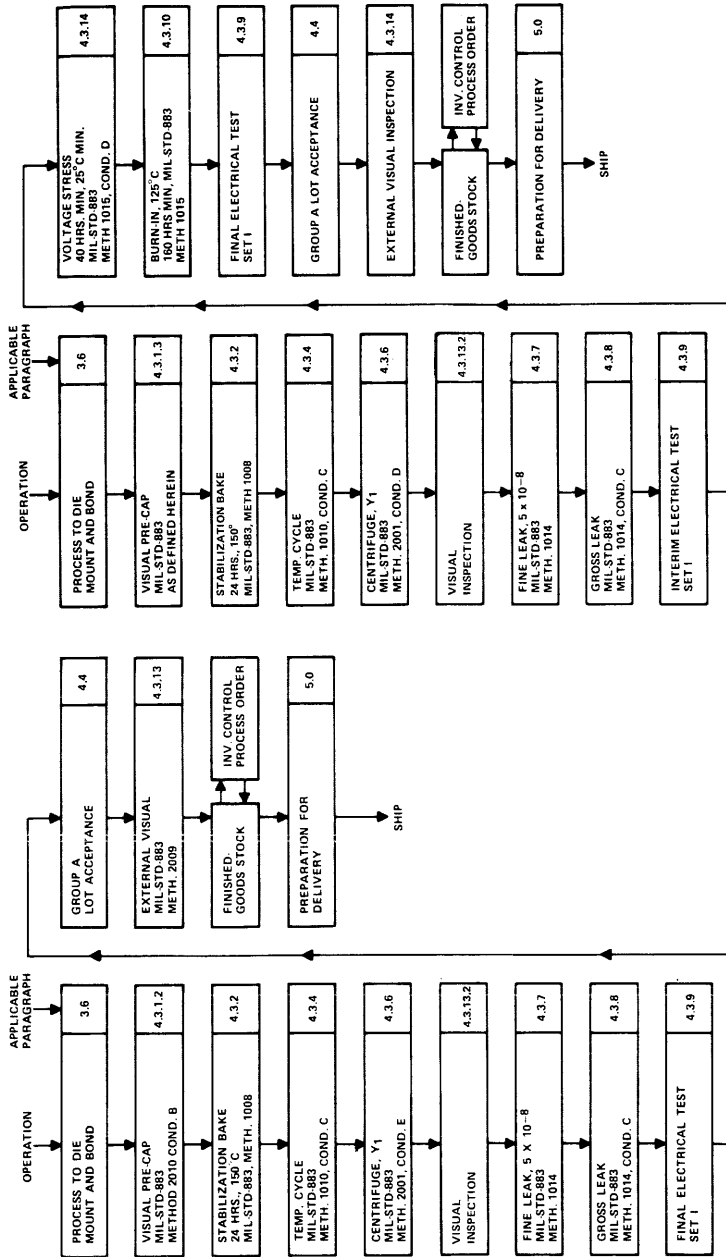 OPERATION
APPLICABLE
PARAGRAPH
PROCESS TO DIE
MOUNT AND BOND
3.6
VISUAL PRE-CAP
MIL-STD-883
METHOD 2010 COND. B
4.3.1.2
STABILIZATION BAKE
24 HRS., 150°C
MIL-STD-883, METH. 1008
4.3.2
TEMP. CYCLE
MIL-STD-883
METH. 1010, COND. C
4.3.4
CENTRIFUGE, Y1
MIL-STD-883
METH. 2001, COND. E
4.3.6
VISUAL
INSPECTION
4.3.13.2
FINE LEAK, 5 X 10-8
MIL-STD-883
METH. 1014
4.3.7
GROSS LEAK
MIL-STD-883
METH. 1014, COND. C
4.3.8
FINAL ELECTRICAL TEST
SET I
4.3.9
GROUP A
LOT ACCEPTANCE
4.4
EXTERNAL VISUAL
MIL-STD-883
METH. 2009
4.3.13
FINISHED-
GOODS STOCK
INV. CONTROL
PROCESS ORDER
PREPARATION FOR
DELIVERY
5.0
SHIP
OPERATION
APPLICABLE
PARAGRAPH
PROCESS TO DIE
MOUNT AND BOND
3.6
VISUAL PRE-CAP
MIL-STD-883
AS DEFINED HEREIN
4.3.1.3
STABILIZATION BAKE
24 HRS., 150°
MIL-STD-883, METH 1008
4.3.2
TEMP. CYCLE
MIL-STD-883
METH. 1010, COND. C
4.3.4
CENTRIFUGE, Y1
MIL-STD-883
METH. 2001, COND. D
4.3.6
VISUAL
INSPECTION
4.3.13.2
FINE LEAK, 5 x 10-8
MIL-STD-883
METH. 1014
4.3.7
GROSS LEAK
MIL-STD-883
METH. 1014, COND. C
4.3.8
INTERIM ELECTRICAL TEST
SET I
4.3.9
VOLTAGE STRESS
40 HRS. MIN, 25°C MIN.
MIL-STD-883
METH 1015, COND. D
4.3.14
BURN-IN, 125°C
160 HRS MIN, MIL-STD-883
METH 1015
4.3.10
FINAL ELECTRICAL TEST
SET I
4.3.9
GROUP A LOT ACCEPTANCE
4.4
EXTERNAL VISUAL INSPECTION
4.3.14
FINISHED-
GOODS STOCK
INV. CONTROL
PROCESS ORDER
PREPARATION FOR DELIVERY
5.0
SHIP